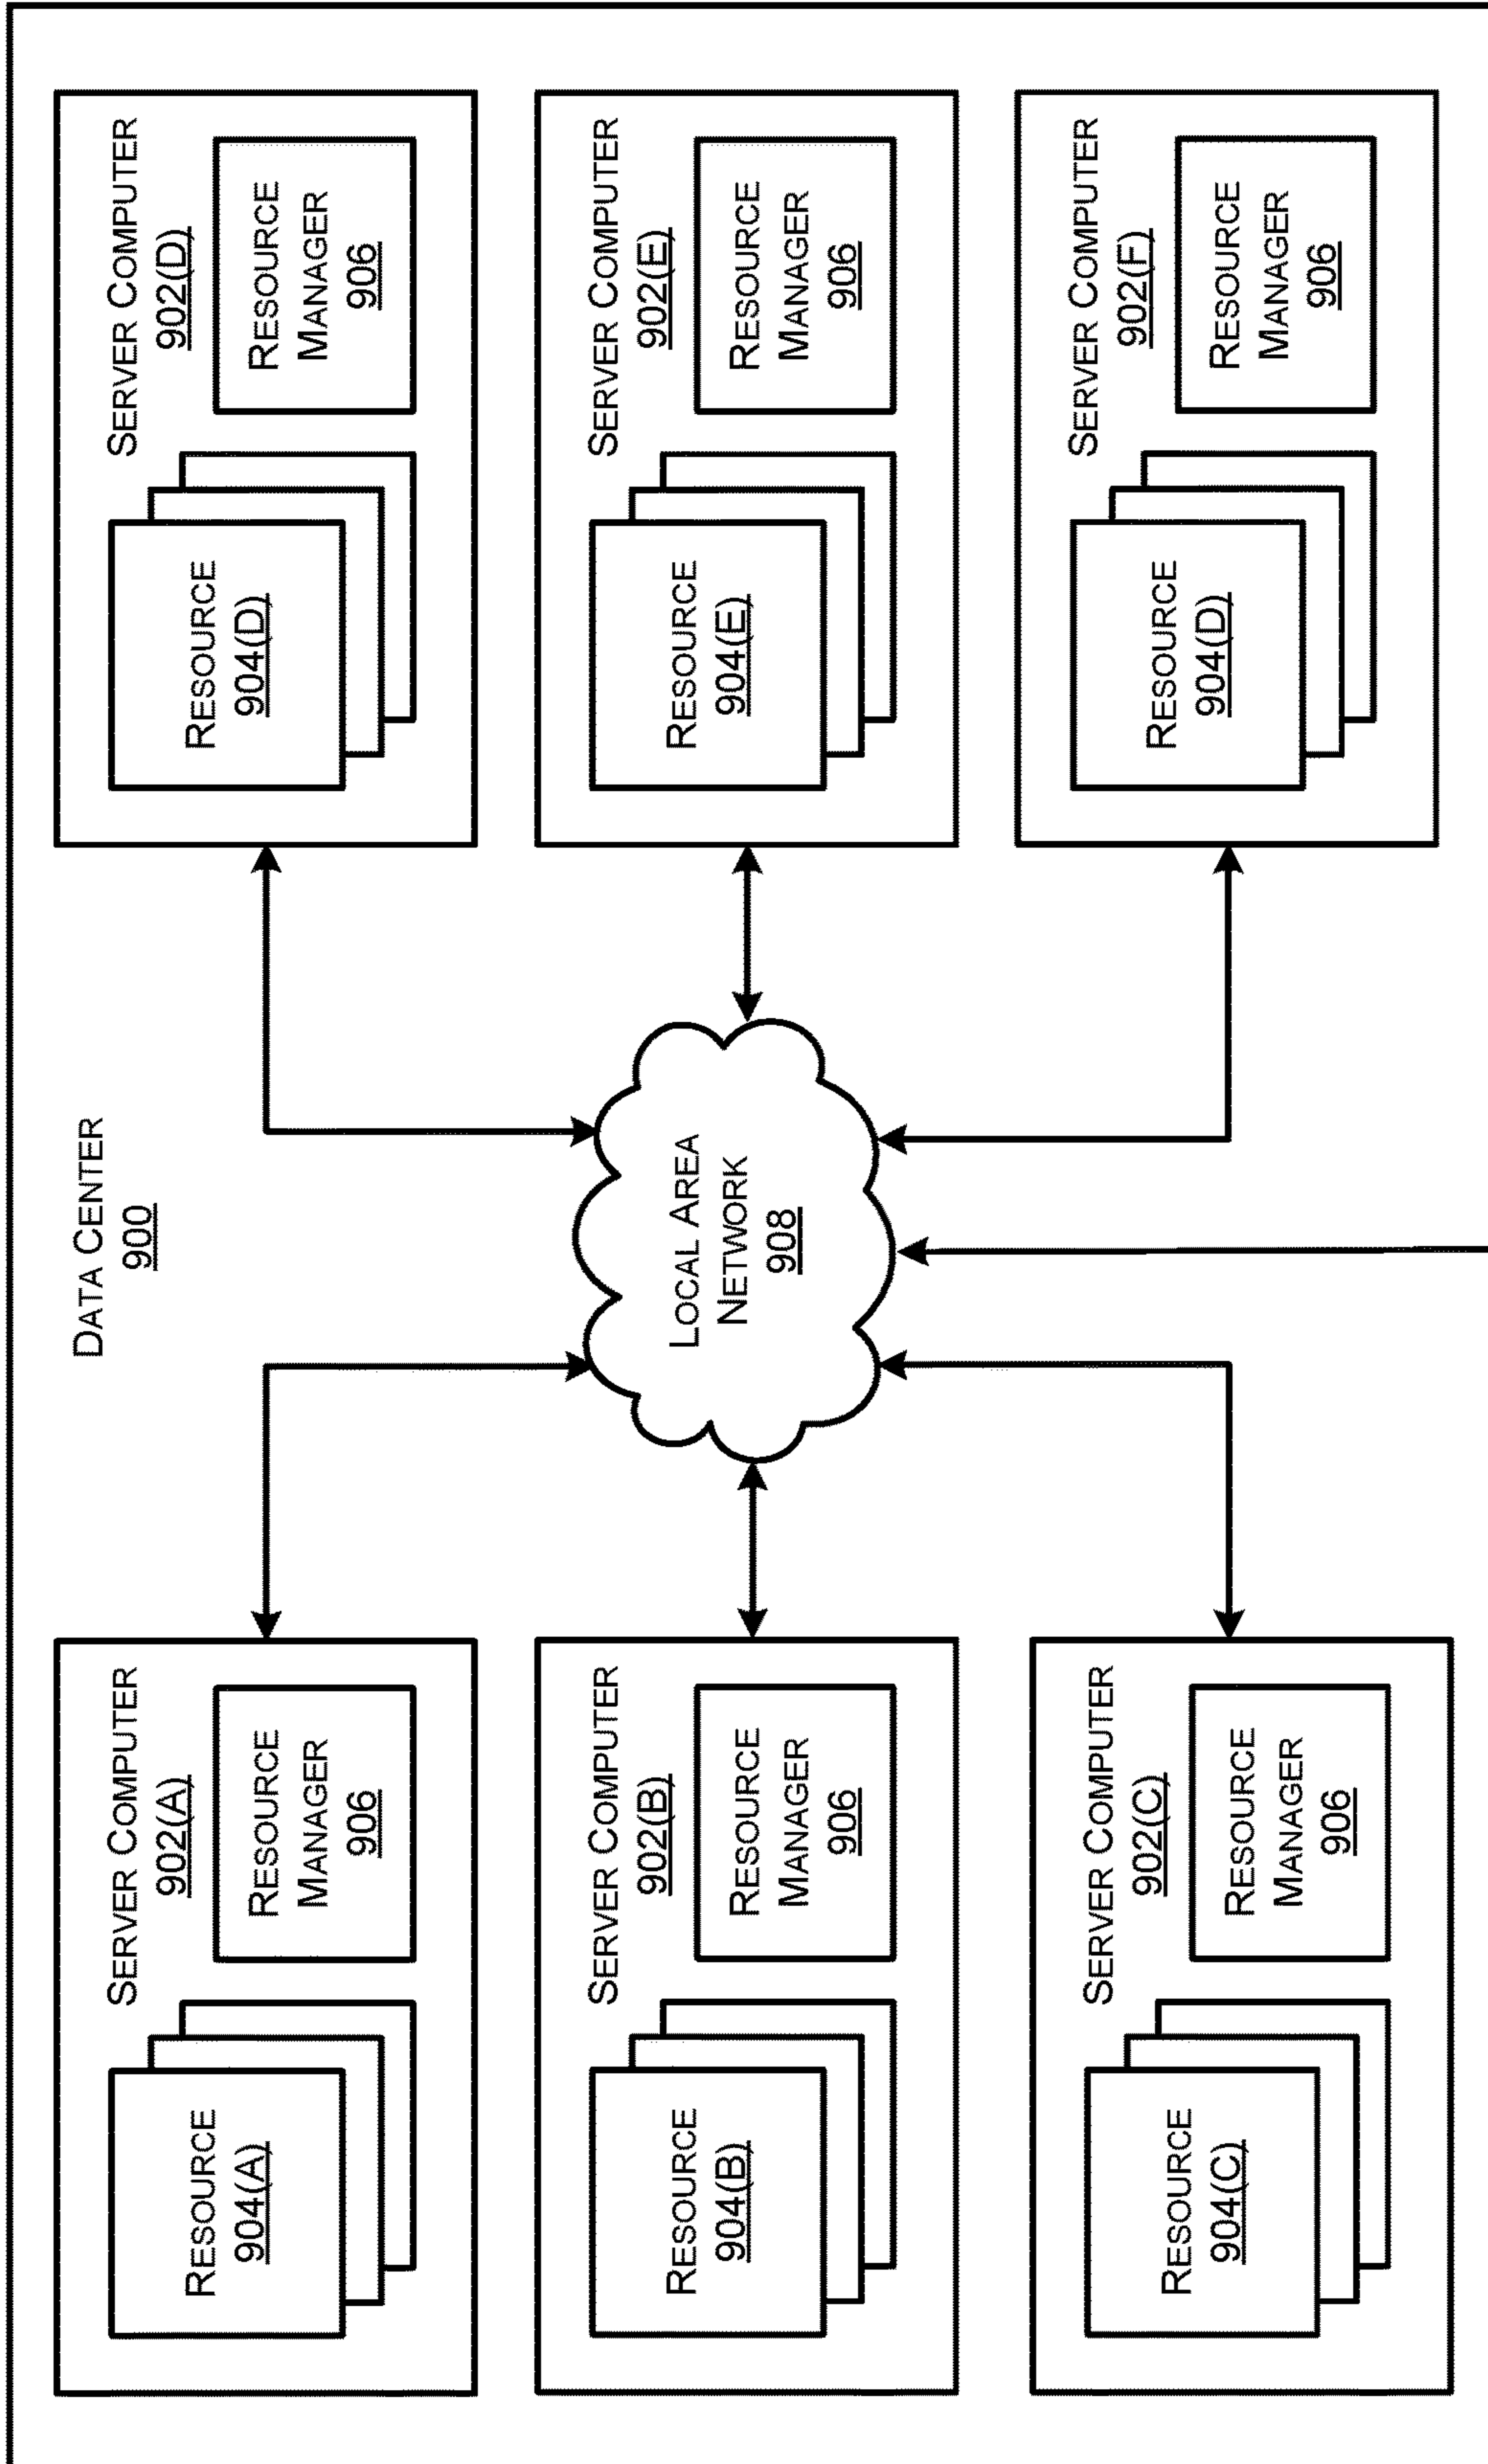 DATA CENTER
900
SERVER COMPUTER
902(A)
RESOURCE
904(A)
RESOURCE
MANAGER
906
SERVER COMPUTER
902(B)
RESOURCE
904(B)
RESOURCE
MANAGER
906
SERVER COMPUTER
902(C)
RESOURCE
904(C)
RESOURCE
MANAGER
906
LOCAL AREA
NETWORK
908
SERVER COMPUTER
902(D)
RESOURCE
904(D)
RESOURCE
MANAGER
906
SERVER COMPUTER
902(E)
RESOURCE
904(E)
RESOURCE
MANAGER
906
SERVER COMPUTER
902(F)
RESOURCE
904(D)
RESOURCE
MANAGER
906